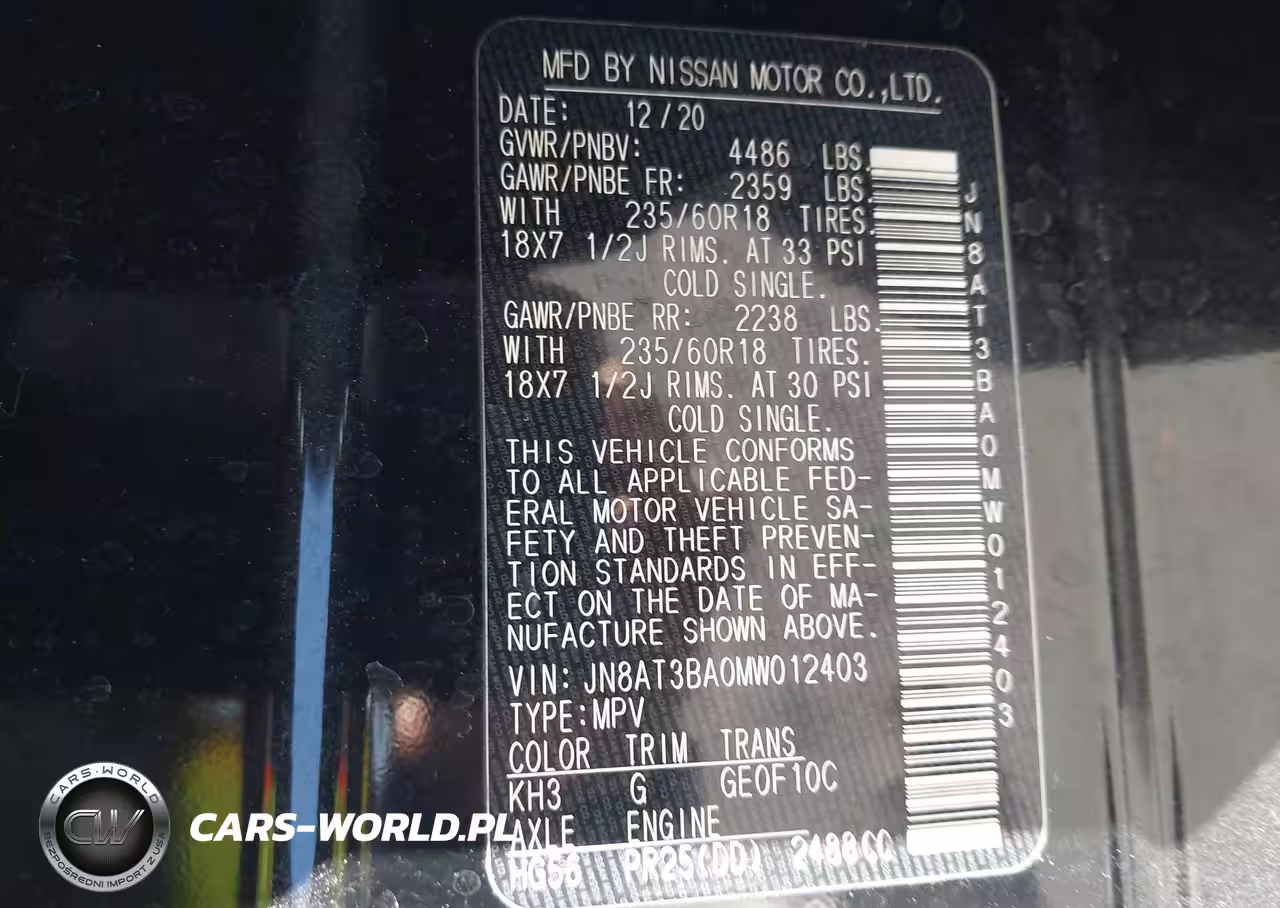 MFD BY NISSAN MOTOR CO.,LTD.
DATE: 12/20
GVWR/PNBV: 4486 LBS.
GAWR/PNBE FR: 2359 LBS.
WITH 235/60R18 TIRES.
18X7 1/2J RIMS. AT 33 PSI
COLD SINGLE.
GAWR/PNBE RR: 2238 LBS.
WITH 235/60R18 TIRES.
18X7 1/2J RIMS. AT 30 PSI
COLD SINGLE.
THIS VEHICLE CONFORMS
TO ALL APPLICABLE FED-
ERAL MOTOR VEHICLE SA-
FETY AND THEFT PREVEN-
TION STANDARDS IN EFF-
ECT ON THE DATE OF MA-
NUFACTURE SHOWN ABOVE.
VIN: JN8AT3BA0MW012403
TYPE:MPV
COLOR TRIM TRANS
KH3 G GE0F10C
AXLE ENGINE
HG56 PR25(DD) 2488CC
JN8AT3BA0MW012403
CARS-WORLD
CW
BEZPOŚREDNI IMPORT Z USA
CARS-WORLD.PL